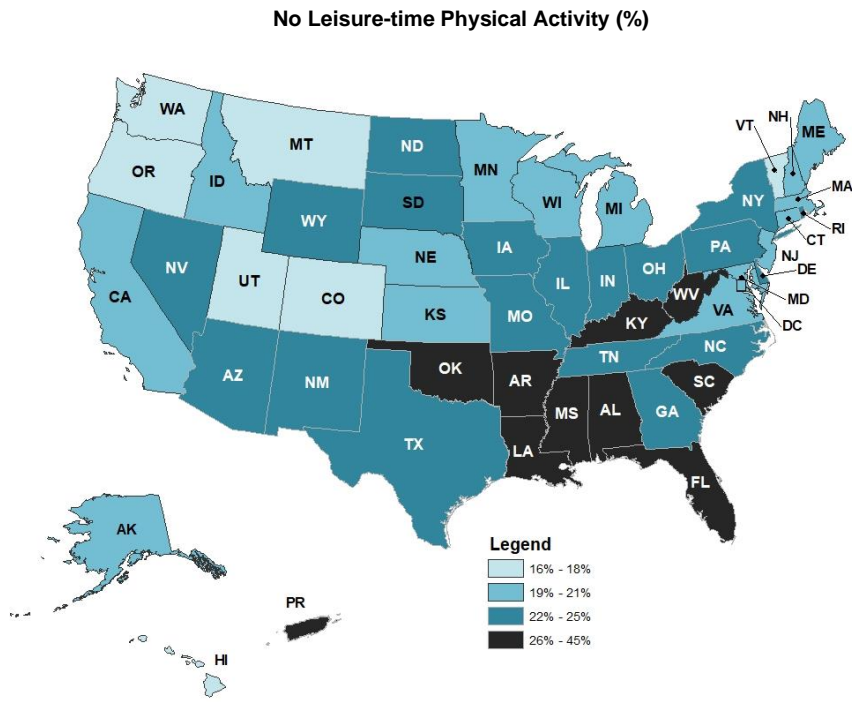 No Leisure-time Physical Activity (%)
WA
MT
ND
MN
VT
NH
ME
OR
ID
WY
SD
WI
MI
NY
MA
RI
CT
NV
UT
CO
NE
IA
IL
IN
OH
PA
NJ
DE
MD
DC
CA
KS
MO
KY
WV
VA
AZ
NM
OK
AR
TN
NC
SC
TX
LA
MS
AL
GA
FL
AK
HI
PR
Legend
16% - 18%
19% - 21%
22% - 25%
26% - 45%